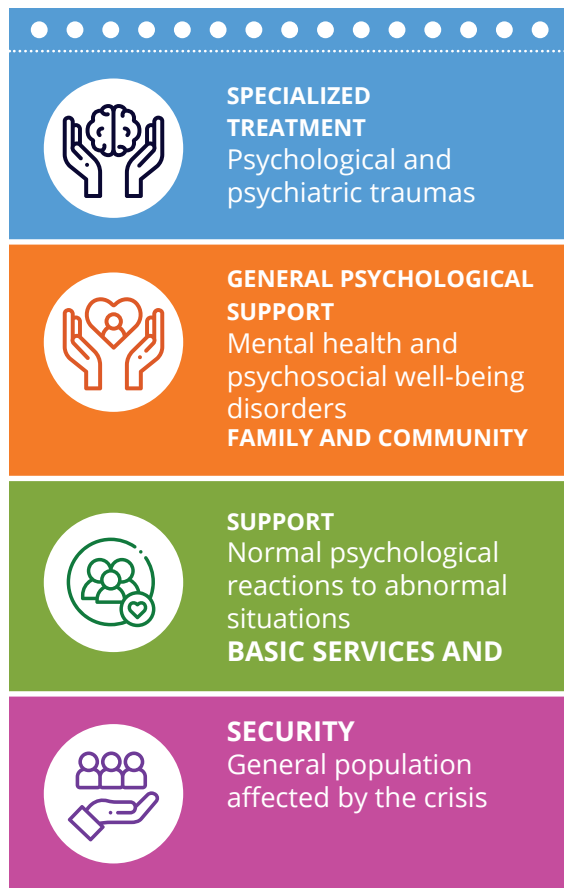 SPECIALIZED
TREATMENT
Psychological and
psychiatric traumas
GENERAL PSYCHOLOGICAL
SUPPORT
Mental health and
psychosocial well-being
disorders
FAMILY AND COMMUNITY
SUPPORT
Normal psychological
reactions to abnormal
situations
BASIC SERVICES AND
SECURITY
General population
affected by the crisis